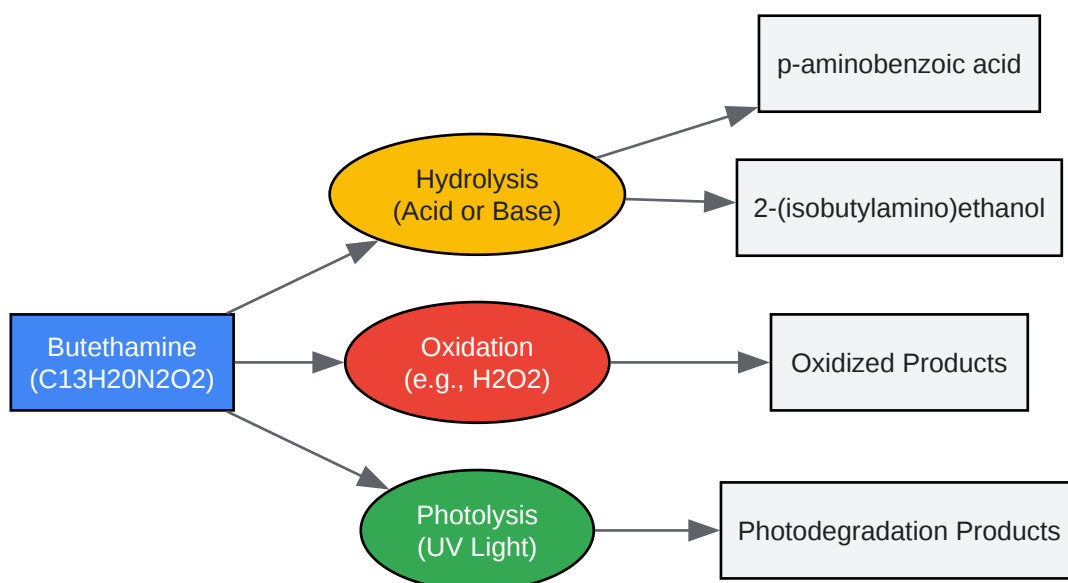 p-aminobenzoic acid
Hydrolysis
(Acid or Base)
2-(isobutylamino)ethanol
Butethamine
(C13H20N2O2)
Oxidation
(e.g., H2O2)
Oxidized Products
Photolysis
(UV Light)
Photodegradation Products